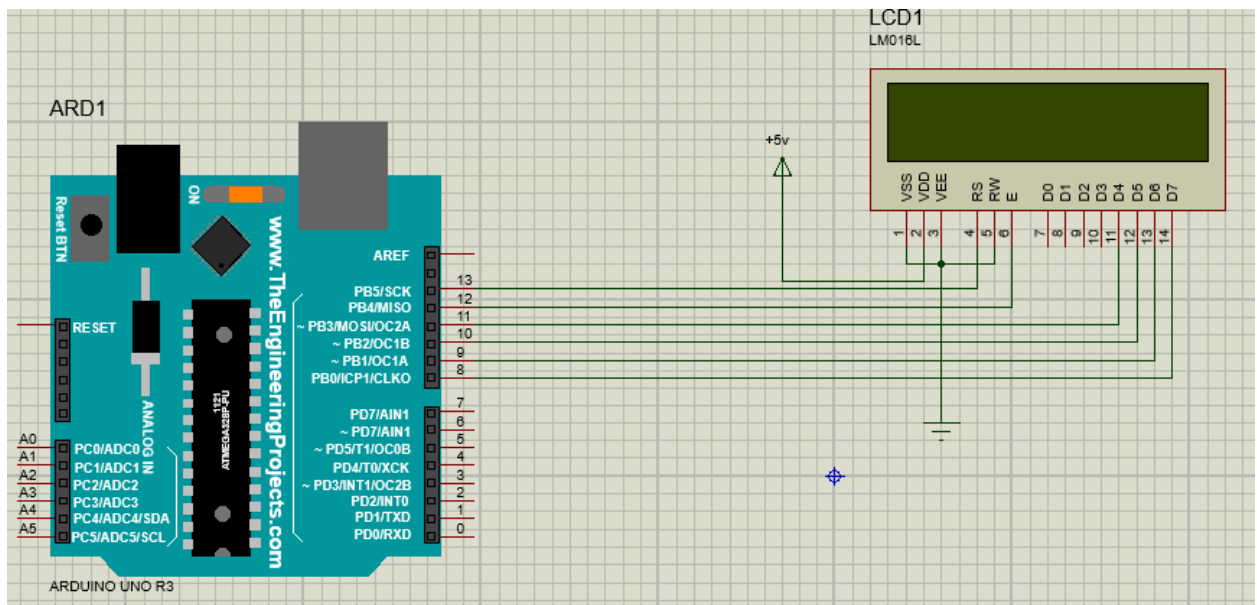 LCD1
LM016L
ARD1
+5v
VSS
VDD
VEE
RS
RW
E
D0
D1
D2
D3
D4
D5
D6
D7
1
2
3
4
5
6
7
8
9
10
11
12
13
14
Reset BTN
ON
www.TheEngineeringProjects.com
AREF
PB5/SCK 13
PB4/MISO 12
~ PB3/MOSI/OC2A 11
~ PB2/OC1B 10
~ PB1/OC1A 9
PB0/ICP1/CLKO 8
RESET
1121
ATMEGA328P-PU
ANALOG IN
PD7/AIN1 7
~ PD7/AIN1 6
~ PD5/T1/OC0B 5
PD4/T0/XCK 4
~ PD3/INT1/OC2B 3
PD2/INT0 2
PD1/TXD 1
PD0/RXD 0
A0 PC0/ADC0
A1 PC1/ADC1
A2 PC2/ADC2
A3 PC3/ADC3
A4 PC4/ADC4/SDA
A5 PC5/ADC5/SCL
ARDUINO UNO R3